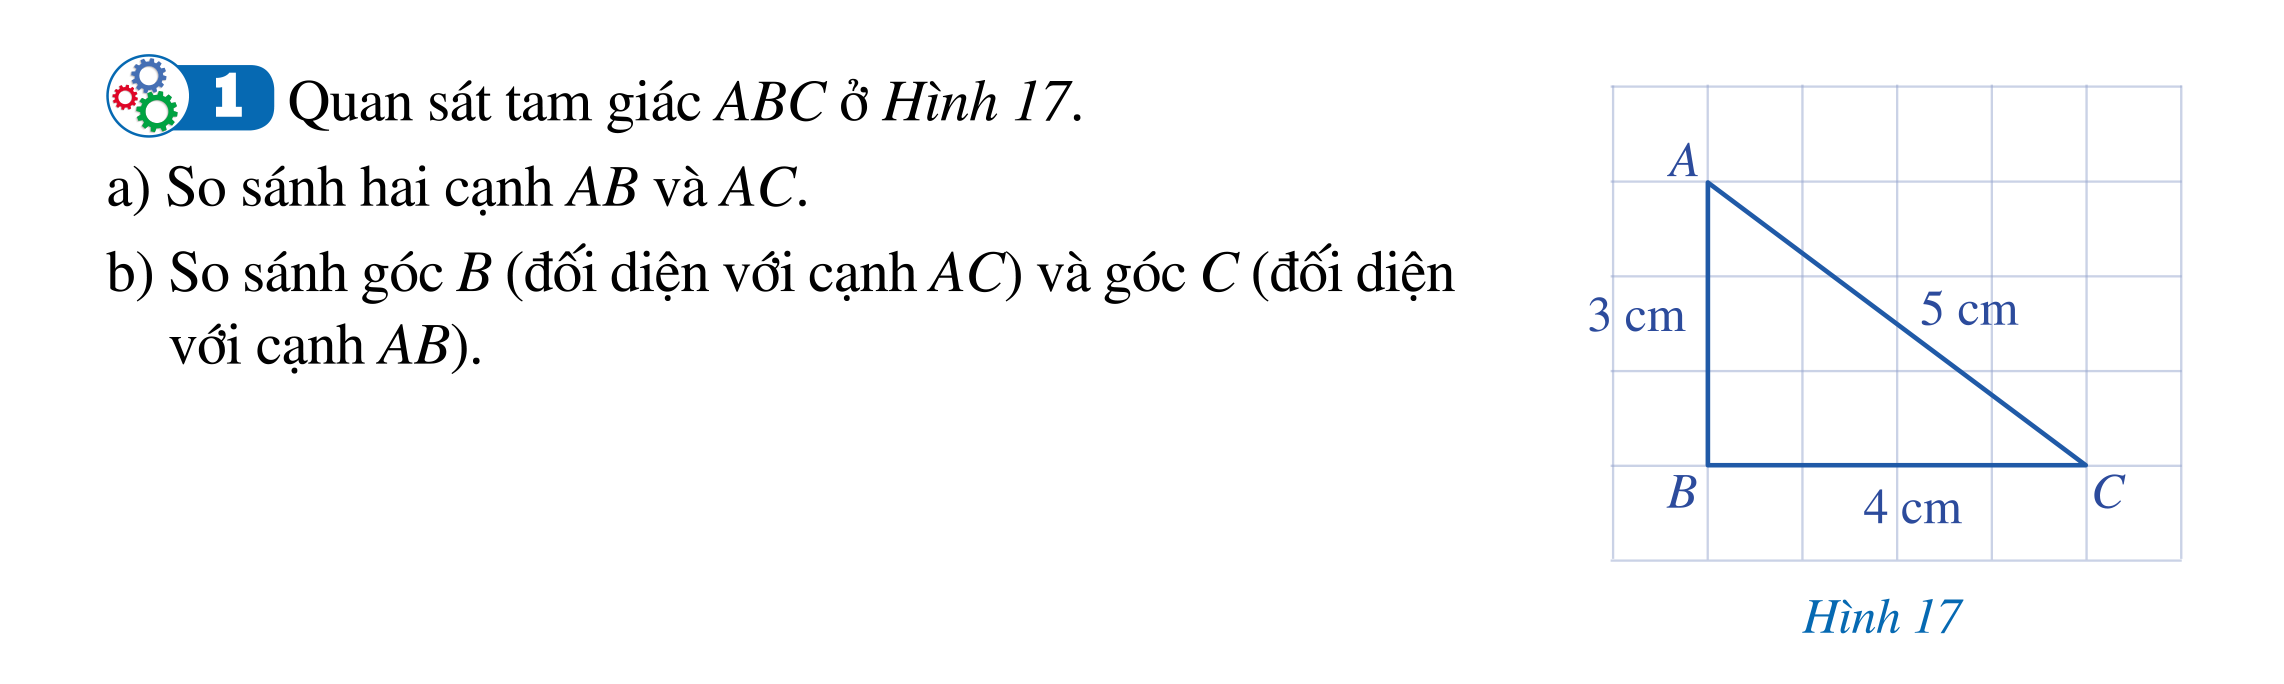 1 Quan sát tam giác ABC ở Hình 17.
a) So sánh hai cạnh AB và AC.
b) So sánh góc B (đối diện với cạnh AC) và góc C (đối diện
với cạnh AB).
A
3 cm
5 cm
B
4 cm
C
Hình 17